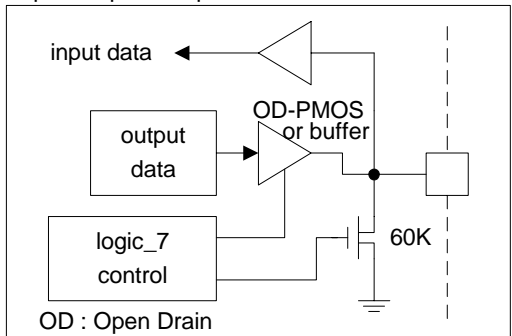 input data
OD-PMOS
or buffer
output
data
60K
logic_7
control
OD : Open Drain